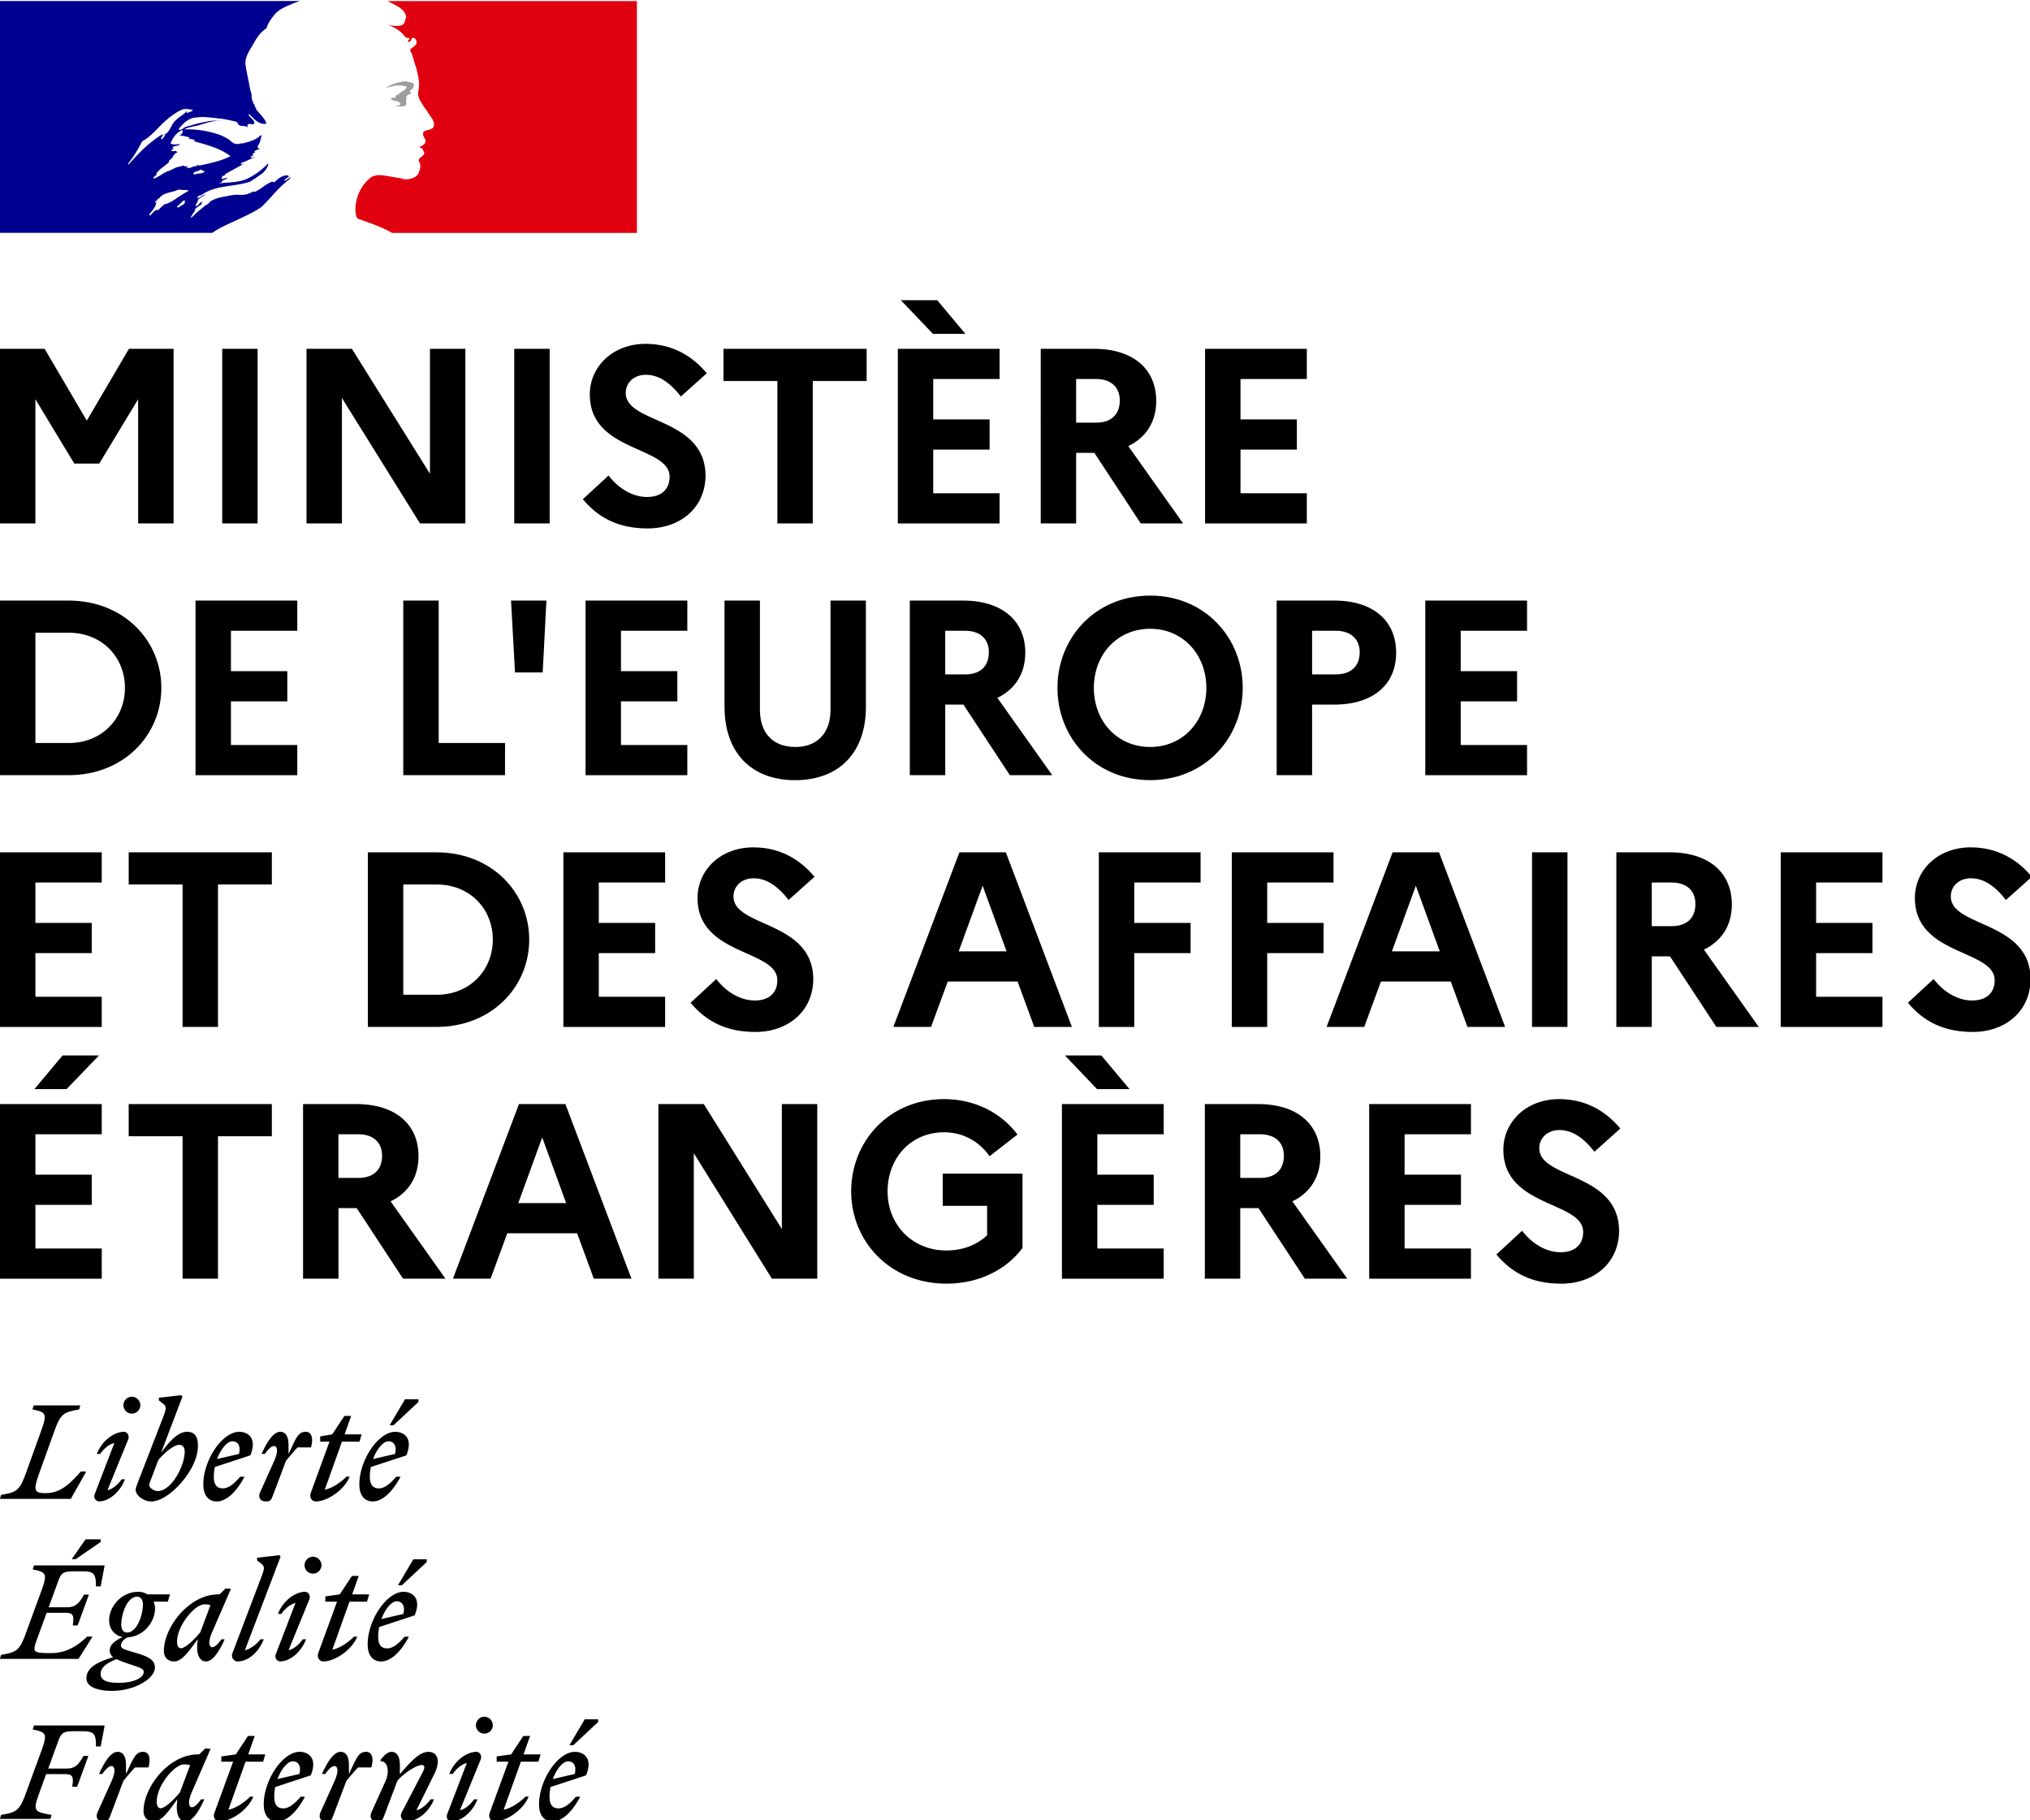 MINISTÈRE
DE L'EUROPE
ET DES AFFAIRES
ÉTRANGÈRES
Liberté
Égalité
Fraternité